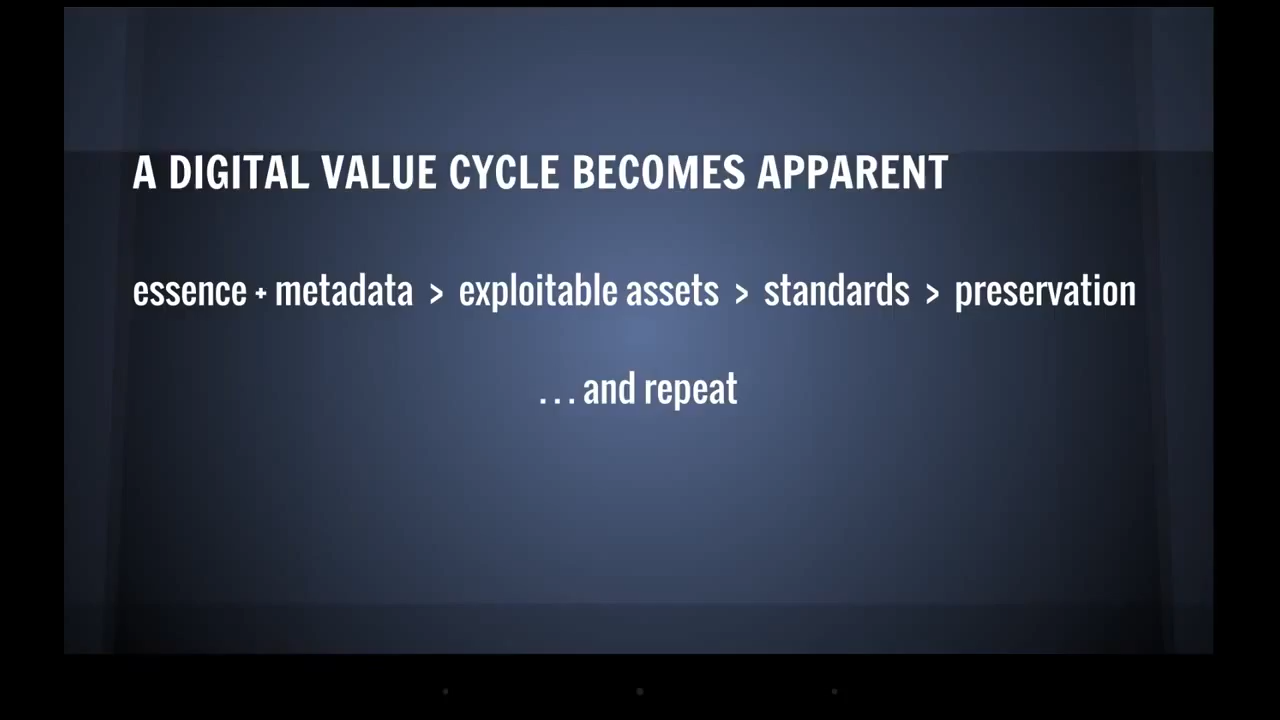 A DIGITAL VALUE CYCLE BECOMES APPARENT
essence + metadata > exploitable assets > standards > preservation
. . . and repeat